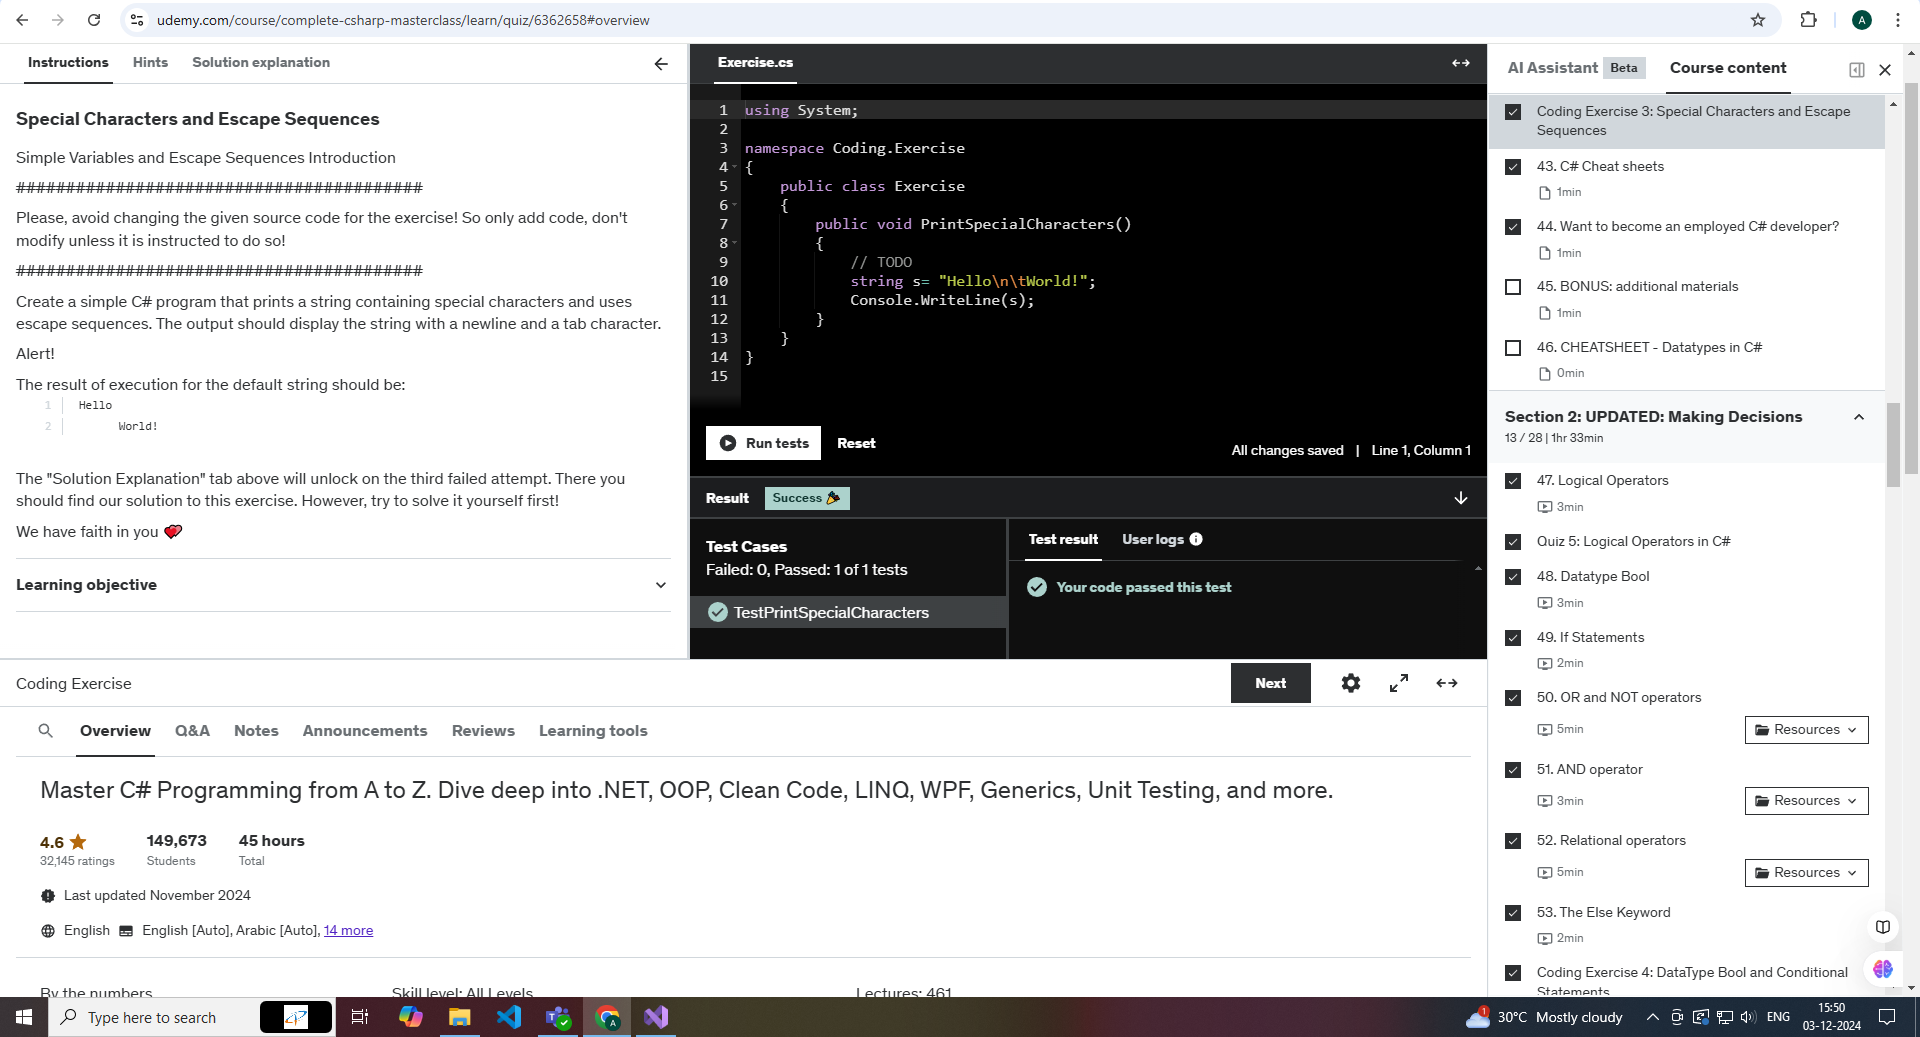 udemy.com/course/complete-csharp-masterclass/learn/quiz/6362658#overview
A
Instructions
Hints
Solution explanation
Special Characters and Escape Sequences
Simple Variables and Escape Sequences Introduction
#########################################
Please, avoid changing the given source code for the exercise! So only add code, don't
modify unless it is instructed to do so!
#########################################
Create a simple C# program that prints a string containing special characters and uses
escape sequences. The output should display the string with a newline and a tab character.
Alert!
The result of execution for the default string should be:
1 Hello
2 World!
The "Solution Explanation" tab above will unlock on the third failed attempt. There you
should find our solution to this exercise. However, try to solve it yourself first!
We have faith in you 💞
Learning objective
Exercise.cs
1 using System;
2
3 namespace Coding.Exercise
4 {
5 public class Exercise
6 {
7 public void PrintSpecialCharacters()
8 {
9 // TODO
10 string s= "Hello\n\tWorld!";
11 Console.WriteLine(s);
12 }
13 }
14 }
15
Run tests
Reset
All changes saved | Line 1, Column 1
Result
Success 🎉
Test Cases
Failed: 0, Passed: 1 of 1 tests
TestPrintSpecialCharacters
Test result
User logs
Your code passed this test
AI Assistant
Beta
Course content
Coding Exercise 3: Special Characters and Escape
Sequences
43. C# Cheat sheets
1min
44. Want to become an employed C# developer?
1min
45. BONUS: additional materials
1min
46. CHEATSHEET - Datatypes in C#
0min
Section 2: UPDATED: Making Decisions
13 / 28 | 1hr 33min
47. Logical Operators
3min
Quiz 5: Logical Operators in C#
48. Datatype Bool
3min
49. If Statements
2min
50. OR and NOT operators
5min
Resources
51. AND operator
3min
Resources
52. Relational operators
5min
Resources
53. The Else Keyword
2min
Coding Exercise 4: DataType Bool and Conditional
Statements
Coding Exercise
Next
Overview
Q&A
Notes
Announcements
Reviews
Learning tools
Master C# Programming from A to Z. Dive deep into .NET, OOP, Clean Code, LINQ, WPF, Generics, Unit Testing, and more.
4.6
32,145 ratings
149,673
Students
45 hours
Total
Last updated November 2024
English
English [Auto], Arabic [Auto], 14 more
By the numbers
Skill level: All Levels
Lectures: 461
Type here to search
A
1
30°C Mostly cloudy
ENG
15:50
03-12-2024